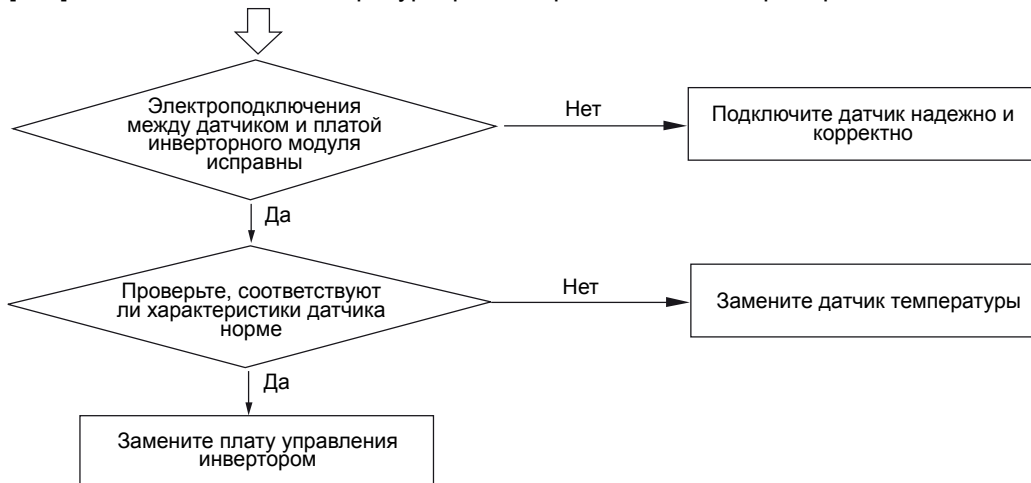 Электроподключения
между датчиком и платой
инверторного модуля
исправны
Нет
Подключите датчик надежно и
корректно
Да
Проверьте, соответствуют
ли характеристики датчика
норме
Нет
Замените датчик температуры
Да
Замените плату управления
инвертором